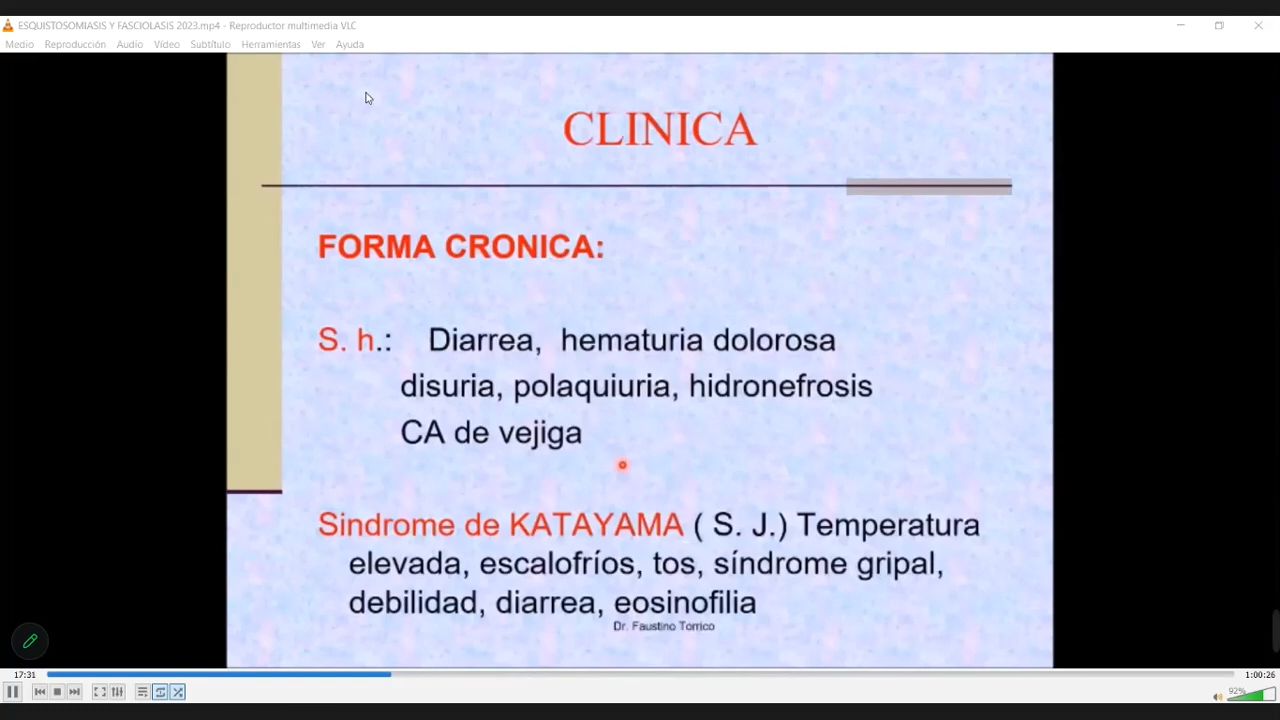 ESQUISTOSOMIASIS Y FASCIOLASIS 2023.mp4 - Reproductor multimedia VLC
Medio Reproducción Audio Vídeo Subtítulo Herramientas Ver Ayuda
CLINICA
FORMA CRONICA:
S. h.: Diarrea, hematuria dolorosa
disuria, polaquiuria, hidronefrosis
CA de vejiga
Sindrome de KATAYAMA ( S. J.) Temperatura
elevada, escalofríos, tos, síndrome gripal,
debilidad, diarrea, eosinofilia
Dr. Faustino Torrico
17:31 1:00:26
92%